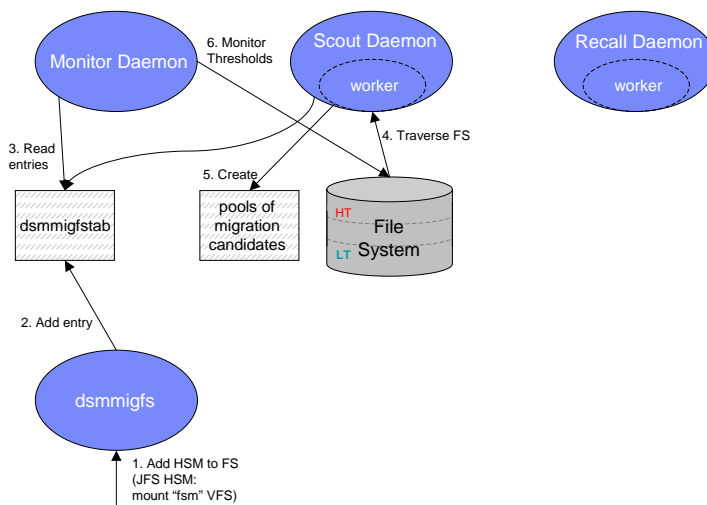 6. Monitor
Thresholds
Monitor Daemon
Scout Daemon
worker
Recall Daemon
worker
3. Read
entries
4. Traverse FS
5. Create
dsmmigfstab
pools of
migration
candidates
HT
File
System
LT
2. Add entry
dsmmigfs
1. Add HSM to FS
(JFS HSM:
mount “fsm” VFS)